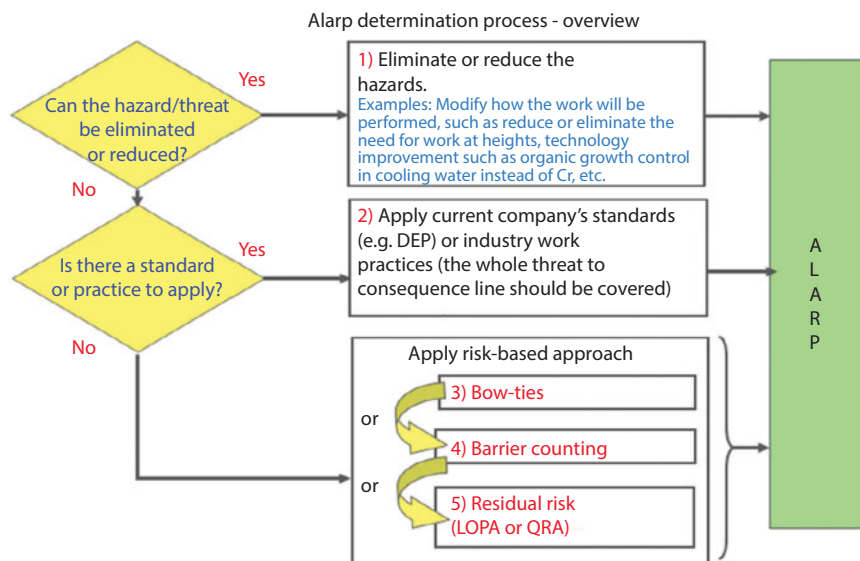 Alarp determination process - overview
Yes
Can the hazard/threat
be eliminated
or reduced?
1) Eliminate or reduce the
hazards.
Examples: Modify how the work will be
performed, such as reduce or eliminate the
need for work at heights, technology
improvement such as organic growth control
in cooling water instead of Cr, etc.
No
Yes
Is there a standard
or practice to apply?
2) Apply current company's standards
(e.g. DEP) or industry work
practices (the whole threat to
consequence line should be covered)
No
Apply risk-based approach
3) Bow-ties
or
4) Barrier counting
or
5) Residual risk
(LOPA or QRA)
A
L
A
R
P